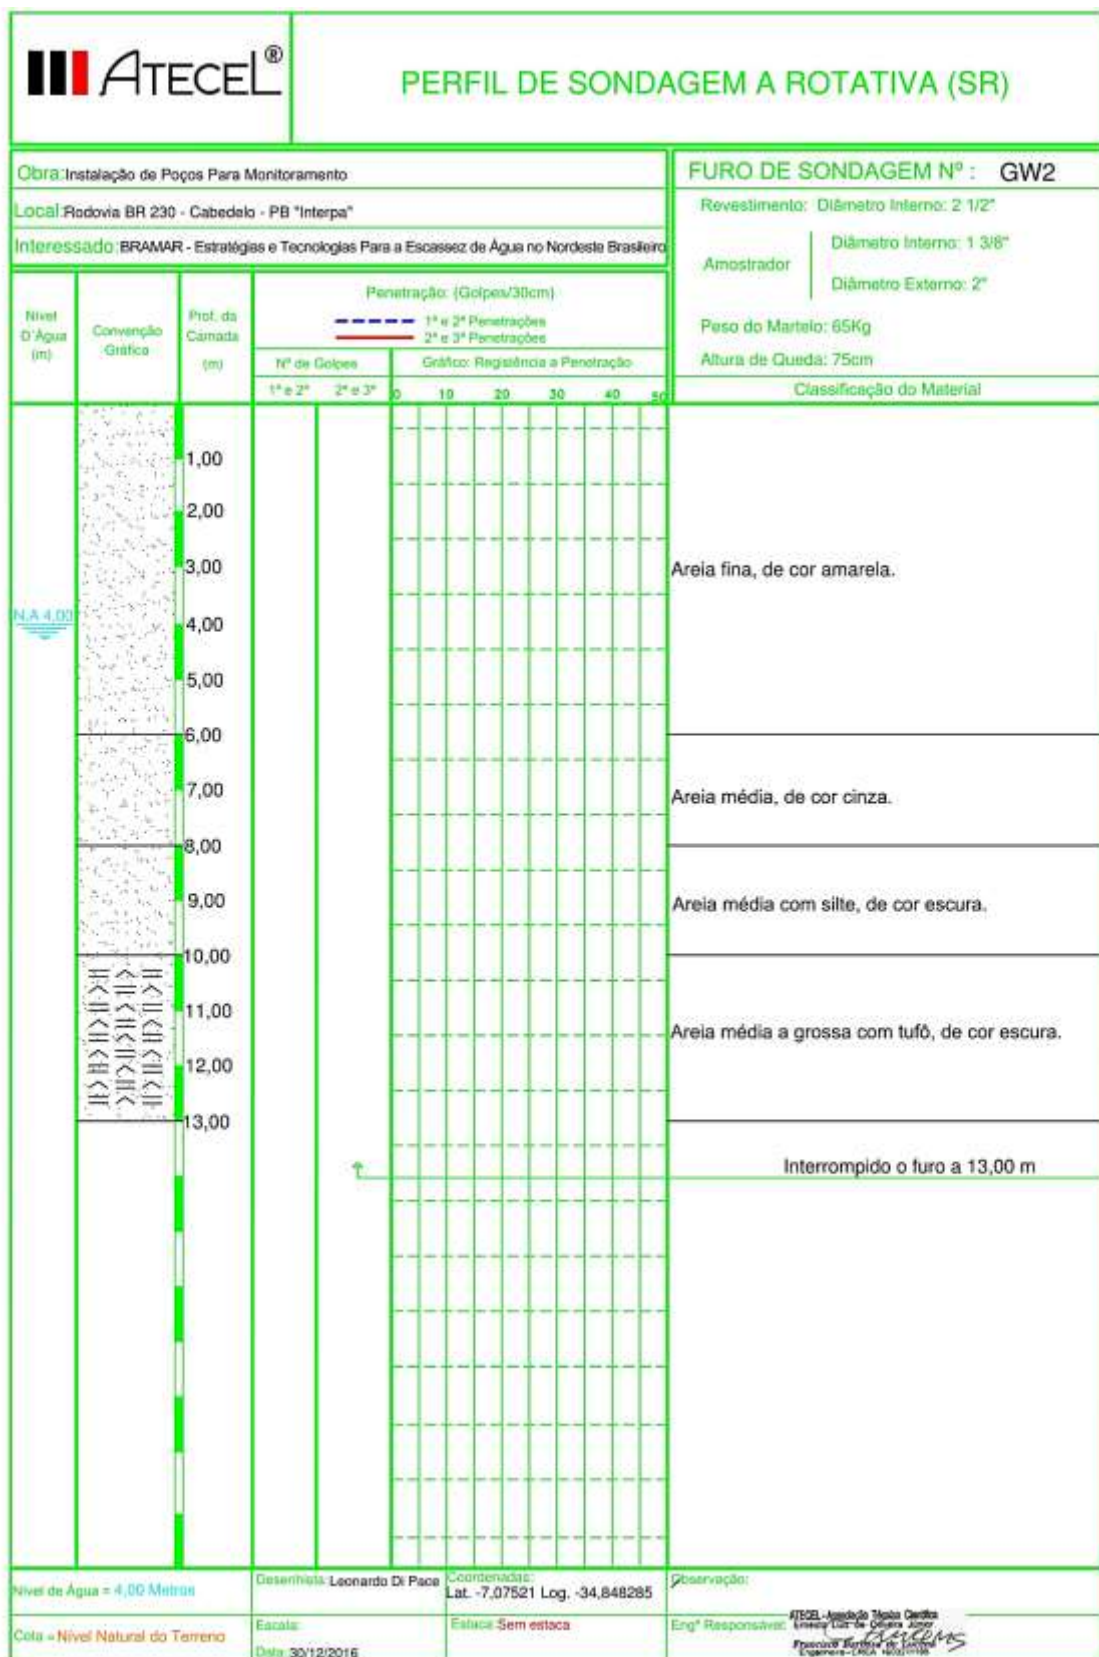 ATECEL®
PERFIL DE SONDAGEM A ROTATIVA (SR)
Obra: Instalação de Poços Para Monitoramento
Local: Rodovia BR 230 - Cabedelo - PB "Interpa"
Interessado: BRAMAR - Estratégias e Tecnologias Para a Escassez de Água no Nordeste Brasileiro
FURO DE SONDAGEM Nº : GW2
Revestimento: Diâmetro Interno: 2 1/2"
Amostrador
Diâmetro Interno: 1 3/8"
Diâmetro Externo: 2"
Peso do Martelo: 65Kg
Altura de Queda: 75cm
Classificação do Material
Nível D'Água (m)
Convenção Gráfica
Prof. da Camada (m)
Penetração: (Golpes/30cm)
1ª e 2ª Penetrações
2ª e 3ª Penetrações
Nº de Golpes
Gráfico: Registência a Penetração
1ª e 2ª 2ª e 3ª
0 10 20 30 40 50
1,00
2,00
3,00
Areia fina, de cor amarela.
N.A 4,00
4,00
5,00
6,00
7,00
Areia média, de cor cinza.
8,00
9,00
Areia média com silte, de cor escura.
10,00
11,00
Areia média a grossa com tufô, de cor escura.
12,00
13,00
Interrompido o furo a 13,00 m
Nível de Água = 4,00 Metros
Desenhista: Leonardo Di Pace
Coordenadas:
Lat. -7,07521 Log. -34,848285
Observação:
Cota = Nível Natural do Terreno
Escala:
Data: 30/12/2016
Estaca: Sem estaca
Engº Responsável:
ATECEL - Associação Técnica Científica